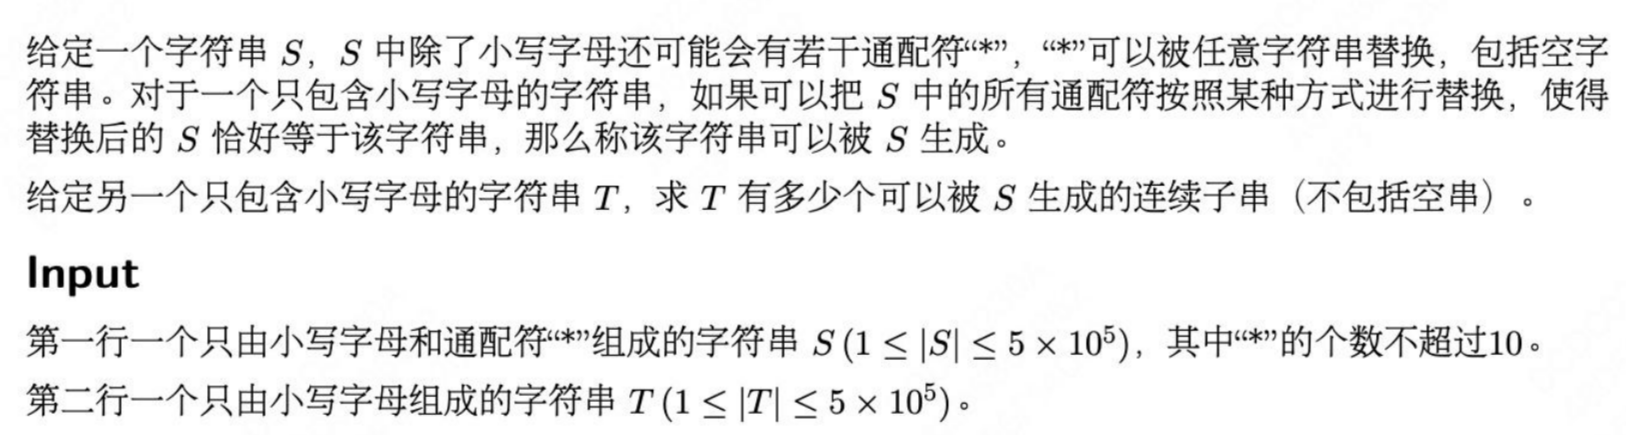 给定一个字符串 S，S 中除了小写字母还可能会有若干通配符“*”，“*”可以被任意字符串替换，包括空字
符串。对于一个只包含小写字母的字符串，如果可以把 S 中的所有通配符按照某种方式进行替换，使得
替换后的 S 恰好等于该字符串，那么称该字符串可以被 S 生成。
给定另一个只包含小写字母的字符串 T，求 T 有多少个可以被 S 生成的连续子串（不包括空串）。
Input
第一行一个只由小写字母和通配符“*”组成的字符串 S (1 ≤ |S| ≤ 5 × 10⁵)，其中“*”的个数不超过10。
第二行一个只由小写字母组成的字符串 T (1 ≤ |T| ≤ 5 × 10⁵)。